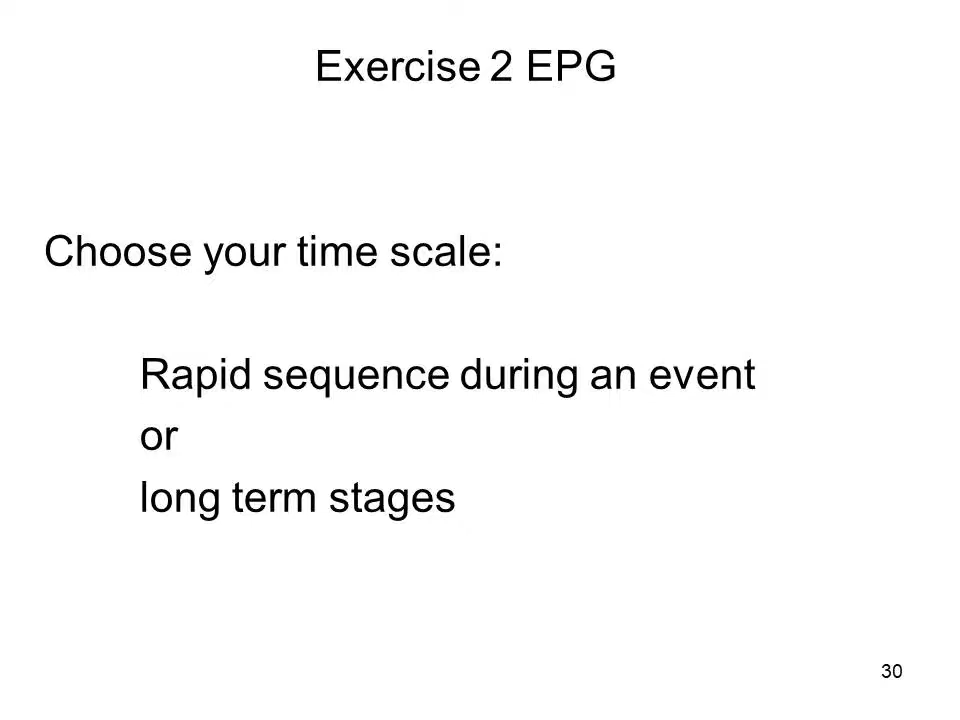 Exercise 2 EPG
Choose your time scale:
Rapid sequence during an event
or
long term stages
30